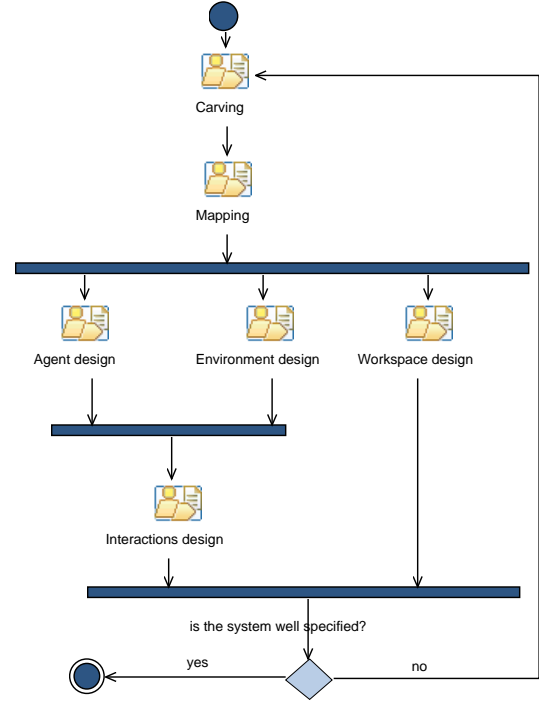 Carving
Mapping
Agent design
Environment design
Workspace design
Interactions design
is the system well specified?
yes
no